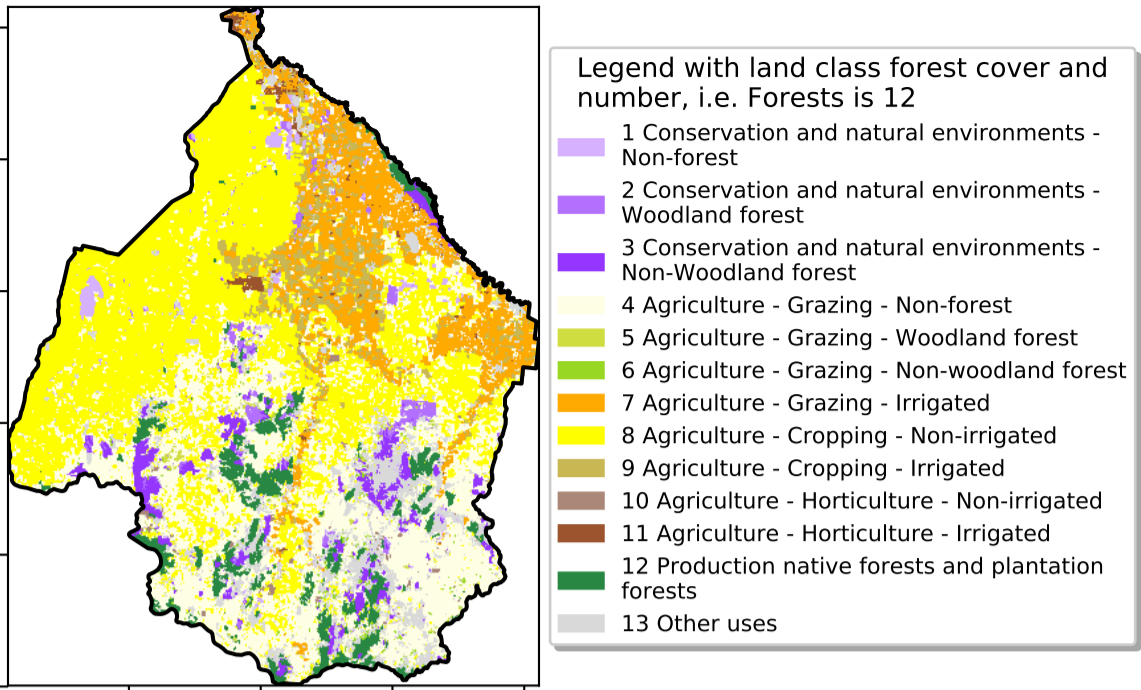 Legend with land class forest cover and
number, i.e. Forests is 12
1 Conservation and natural environments -
Non-forest
2 Conservation and natural environments -
Woodland forest
3 Conservation and natural environments -
Non-Woodland forest
4 Agriculture - Grazing - Non-forest
5 Agriculture - Grazing - Woodland forest
6 Agriculture - Grazing - Non-woodland forest
7 Agriculture - Grazing - Irrigated
8 Agriculture - Cropping - Non-irrigated
9 Agriculture - Cropping - Irrigated
10 Agriculture - Horticulture - Non-irrigated
11 Agriculture - Horticulture - Irrigated
12 Production native forests and plantation
forests
13 Other uses